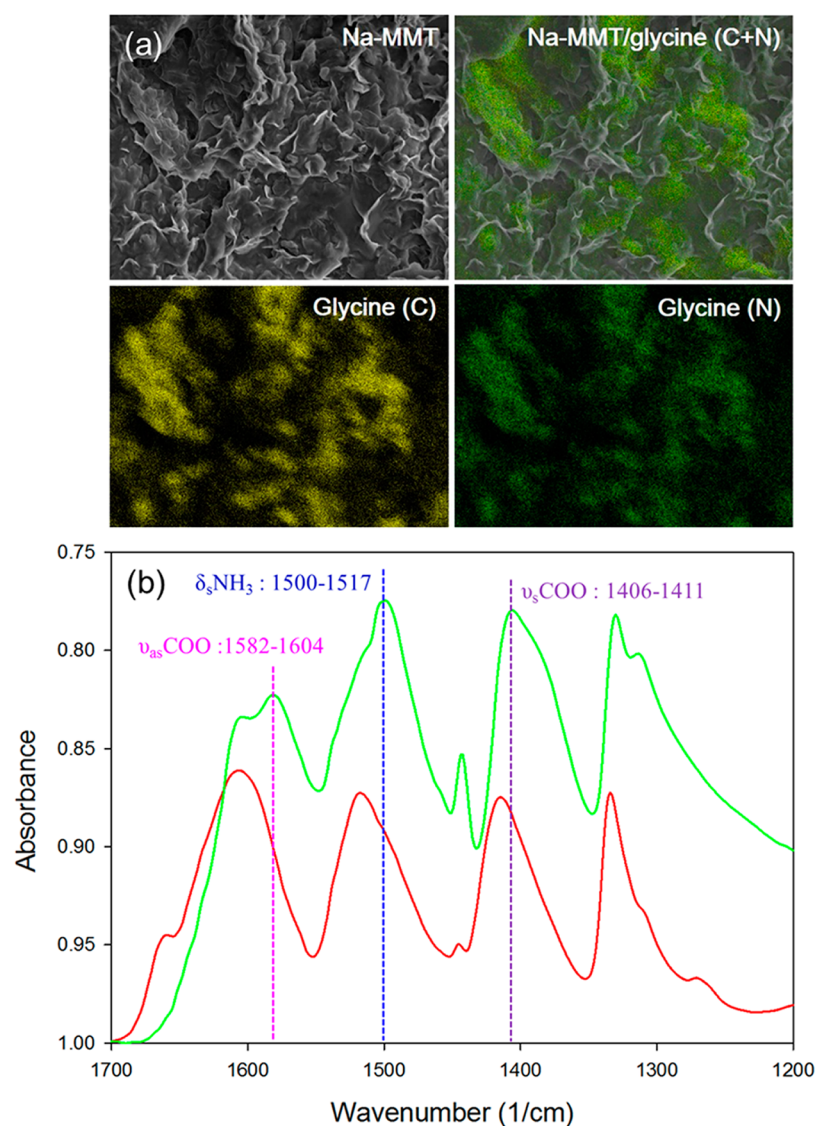 (a)
Na-MMT
Na-MMT/glycine (C+N)
Glycine (C)
Glycine (N)
(b)
δsNH3 : 1500-1517
υsCOO : 1406-1411
υasCOO :1582-1604
0.75
0.80
0.85
0.90
0.95
1.00
Absorbance
1700
1600
1500
1400
1300
1200
Wavenumber (1/cm)